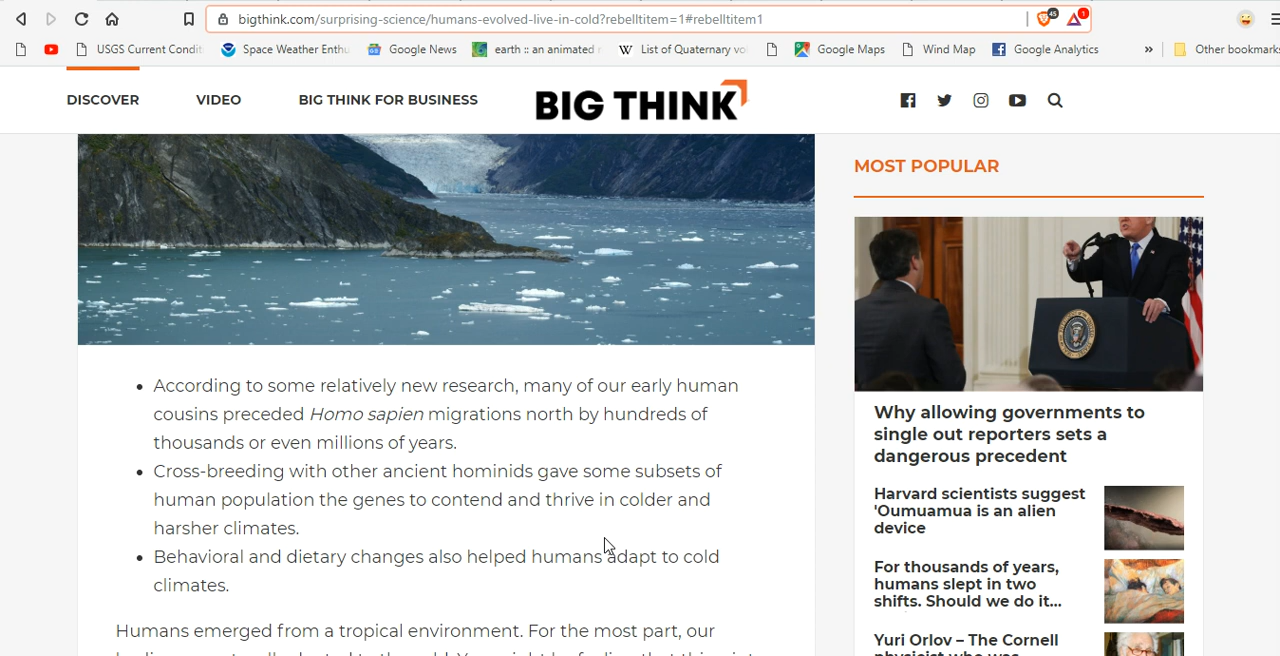 bigthink.com/surprising-science/humans-evolved-live-in-cold?rebelltitem=1#rebelltitem1
45
1
USGS Current Condit
Space Weather Enthu
Google News
earth :: an animated
List of Quaternary vo
Google Maps
Wind Map
Google Analytics
»
Other bookmarks
DISCOVER
VIDEO
BIG THINK FOR BUSINESS
BIG THINK
According to some relatively new research, many of our early human
cousins preceded Homo sapien migrations north by hundreds of
thousands or even millions of years.
Cross-breeding with other ancient hominids gave some subsets of
human population the genes to contend and thrive in colder and
harsher climates.
Behavioral and dietary changes also helped humans adapt to cold
climates.
Humans emerged from a tropical environment. For the most part, our
MOST POPULAR
Why allowing governments to
single out reporters sets a
dangerous precedent
Harvard scientists suggest
'Oumuamua is an alien
device
For thousands of years,
humans slept in two
shifts. Should we do it...
Yuri Orlov – The Cornell